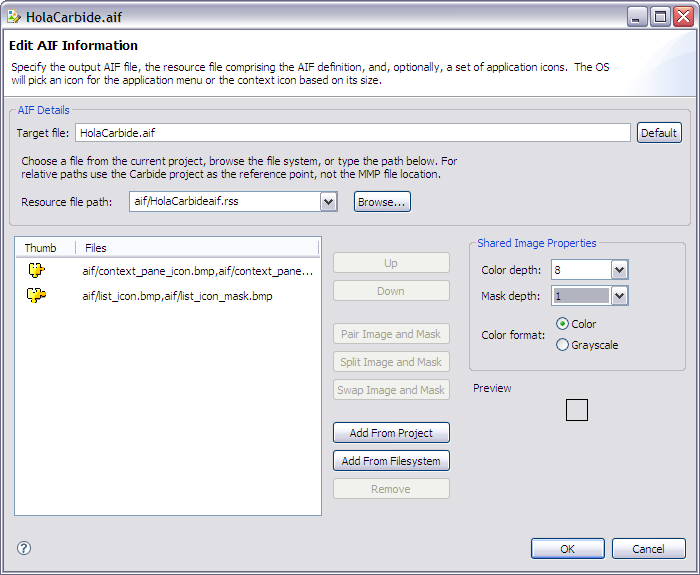 HolaCarbide.aif
Edit AIF Information
Specify the output AIF file, the resource file comprising the AIF definition, and, optionally, a set of application icons. The OS
will pick an icon for the application menu or the context icon based on its size.
AIF Details
Target file: HolaCarbide.aif Default
Choose a file from the current project, browse the file system, or type the path below. For
relative paths use the Carbide project as the reference point, not the MMP file location.
Resource file path: aif/HolaCarbideaif.rss Browse...
Thumb Files
aif/context_pane_icon.bmp,aif/context_pane...
aif/list_icon.bmp,aif/list_icon_mask.bmp
Up
Down
Pair Image and Mask
Split Image and Mask
Swap Image and Mask
Add From Project
Add From Filesystem
Remove
Shared Image Properties
Color depth: 8
Mask depth: 1
Color format: Color
Grayscale
Preview
?
OK Cancel